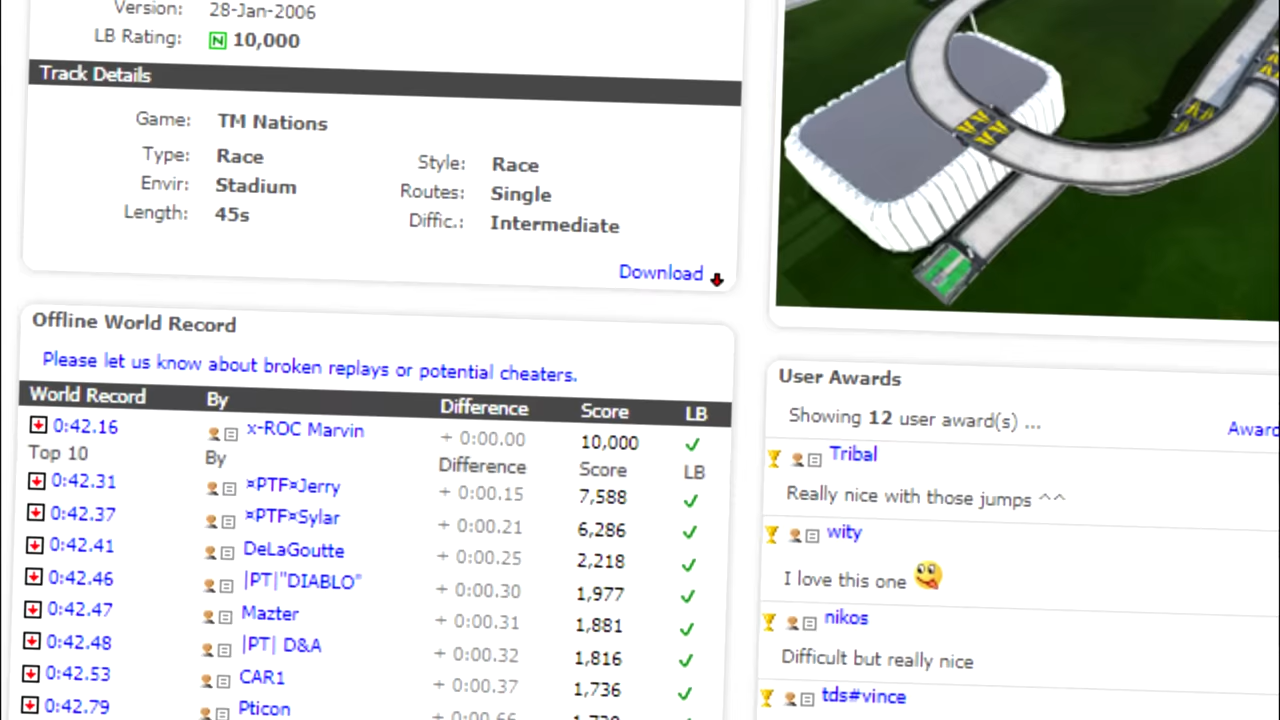 Version: 28-Jan-2006
LB Rating: N 10,000
Track Details
Game: TM Nations
Type: Race Style: Race
Envir: Stadium Routes: Single
Length: 45s Diffic.: Intermediate
Download
Offline World Record
Please let us know about broken replays or potential cheaters.
World Record By Difference Score LB
0:42.16 x-ROC Marvin + 0:00.00 10,000
Top 10 By Difference Score LB
0:42.31 ¤PTF¤Jerry + 0:00.15 7,588
0:42.37 ¤PTF¤Sylar + 0:00.21 6,286
0:42.41 DeLaGoutte + 0:00.25 2,218
0:42.46 |PT|"DIABLO" + 0:00.30 1,977
0:42.47 Mazter + 0:00.31 1,881
0:42.48 |PT| D&A + 0:00.32 1,816
0:42.53 CAR1 + 0:00.37 1,736
0:42.79 Pticon
User Awards
Showing 12 user award(s) ...
Tribal
Really nice with those jumps ^^
wity
I love this one
nikos
Difficult but really nice
tds#vince